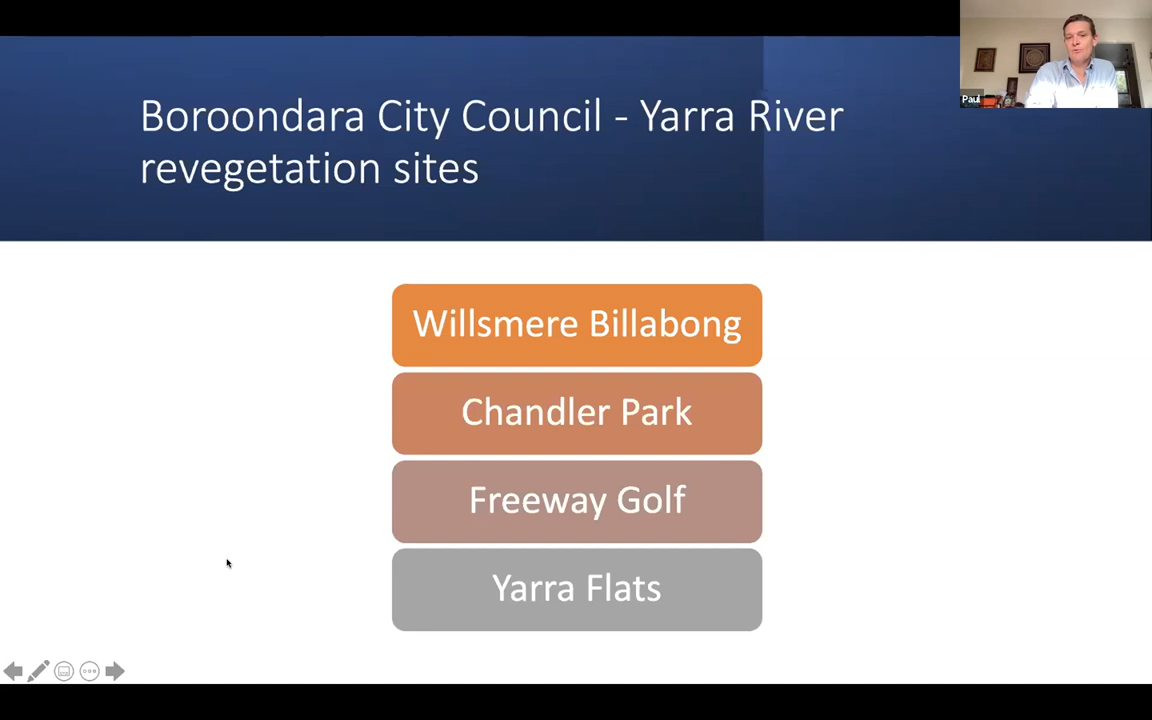 Boroondara City Council - Yarra River
revegetation sites
Paul
Willsmere Billabong
Chandler Park
Freeway Golf
Yarra Flats